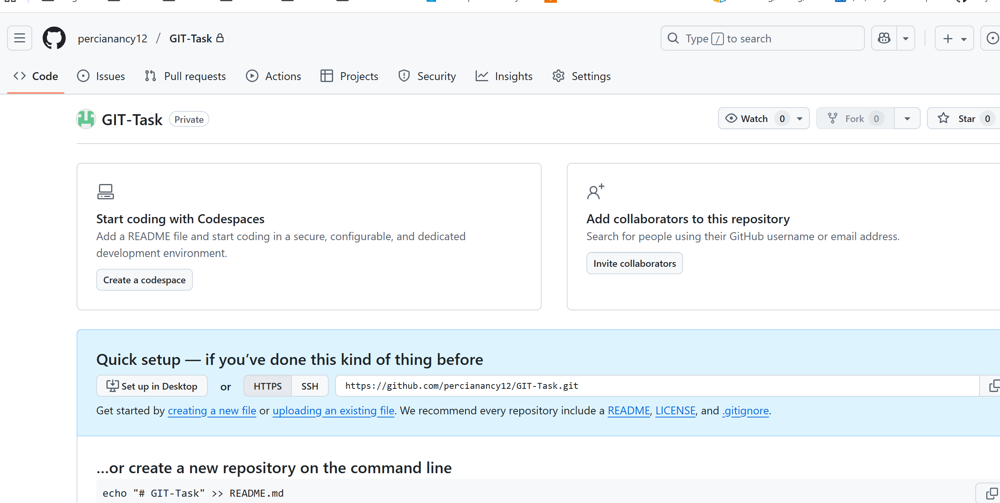 percianancy12 / GIT-Task
Type / to search
Code Issues Pull requests Actions Projects Security Insights Settings
GIT-Task Private
Watch 0 Fork 0 Star 0
Start coding with Codespaces
Add a README file and start coding in a secure, configurable, and dedicated
development environment.
Create a codespace
Add collaborators to this repository
Search for people using their GitHub username or email address.
Invite collaborators
Quick setup — if you’ve done this kind of thing before
Set up in Desktop or HTTPS SSH https://github.com/percianancy12/GIT-Task.git
Get started by creating a new file or uploading an existing file. We recommend every repository include a README, LICENSE, and .gitignore.
…or create a new repository on the command line
echo "# GIT-Task" >> README.md